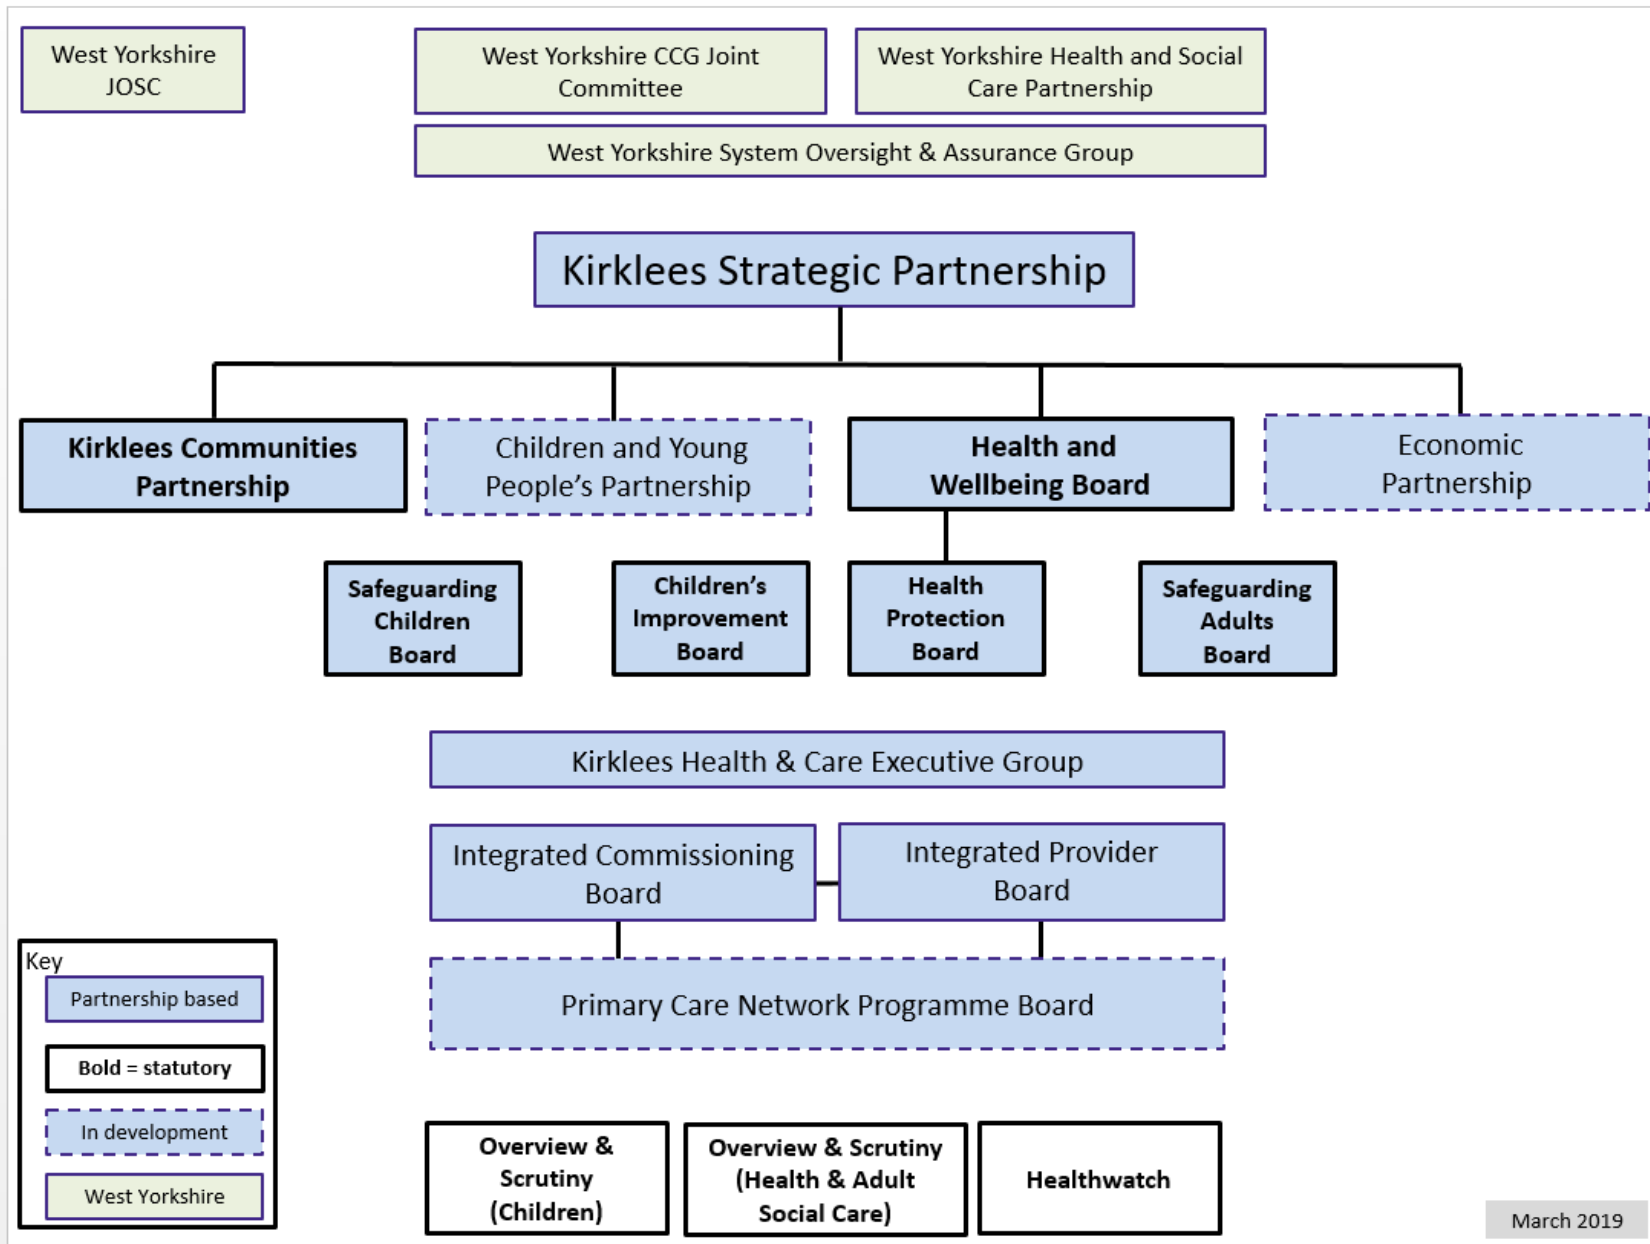 West Yorkshire
JOSC
West Yorkshire CCG Joint
Committee
West Yorkshire Health and Social
Care Partnership
West Yorkshire System Oversight & Assurance Group
Kirklees Strategic Partnership
Kirklees Communities
Partnership
Children and Young
People’s Partnership
Health and
Wellbeing Board
Economic
Partnership
Safeguarding
Children
Board
Children’s
Improvement
Board
Health
Protection
Board
Safeguarding
Adults
Board
Kirklees Health & Care Executive Group
Integrated Commissioning
Board
Integrated Provider
Board
Primary Care Network Programme Board
Key
Partnership based
Bold = statutory
In development
West Yorkshire
Overview &
Scrutiny
(Children)
Overview & Scrutiny
(Health & Adult
Social Care)
Healthwatch
March 2019